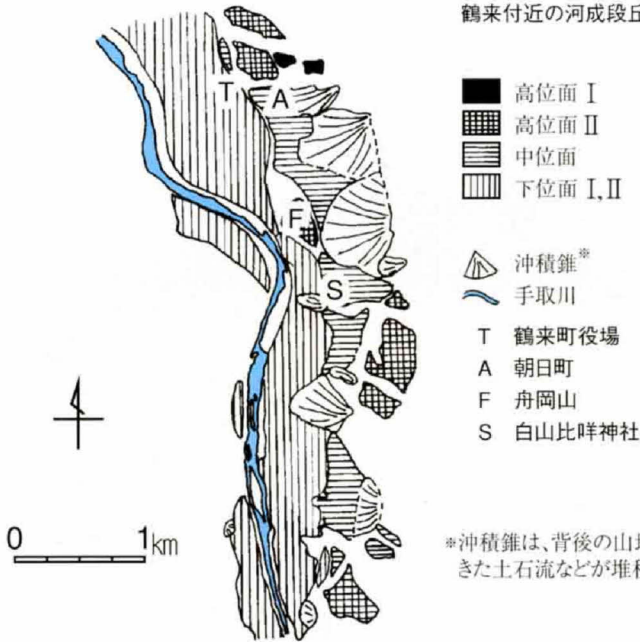 鶴来付近の河成段丘
高位面 I
高位面 II
中位面
下位面 I,II
沖積錐※
手取川
T 鶴来町役場
A 朝日町
F 舟岡山
S 白山比咩神社
T
A
F
S
0 1km
※沖積錐は、背後の山地
きた土石流などが堆積